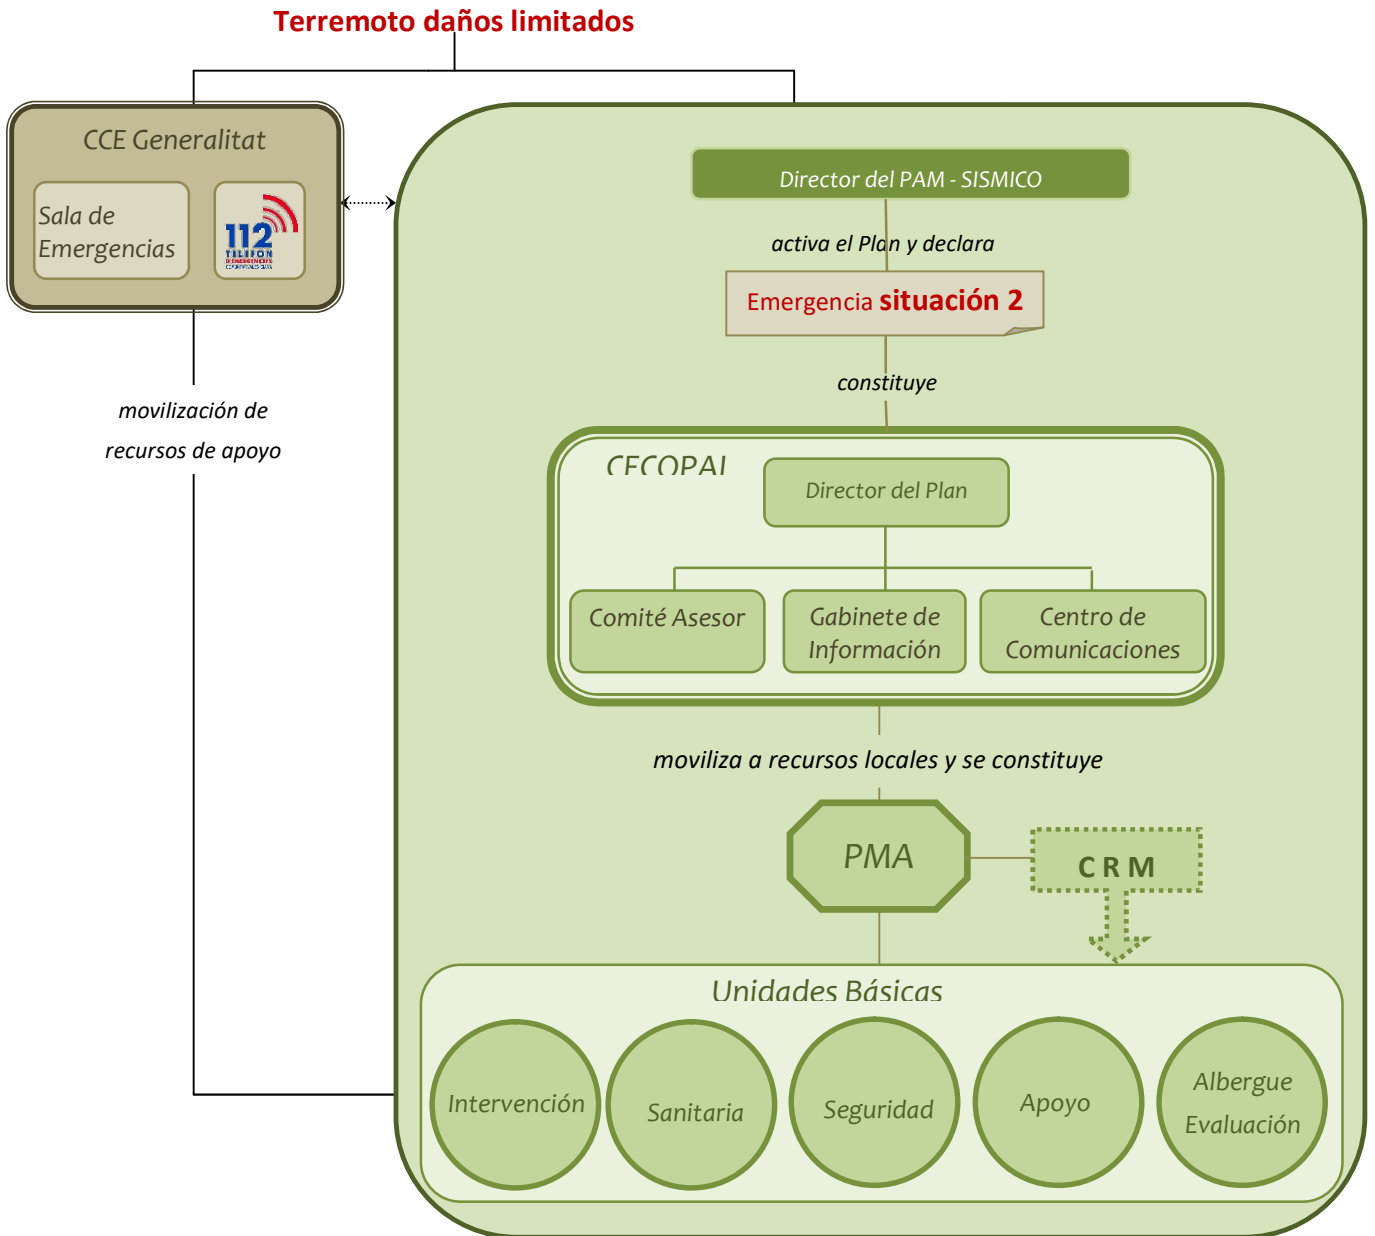 Terremoto daños limitados
CCE Generalitat
Sala de
Emergencias
112
TELEFON
D'EMERGENCIES
Director del PAM - SISMICO
activa el Plan y declara
Emergencia situación 2
constituye
movilización de
recursos de apoyo
CECOPAL
Director del Plan
Comité Asesor
Gabinete de
Información
Centro de
Comunicaciones
moviliza a recursos locales y se constituye
PMA
C R M
Unidades Básicas
Intervención
Sanitaria
Seguridad
Apoyo
Albergue
Evaluación